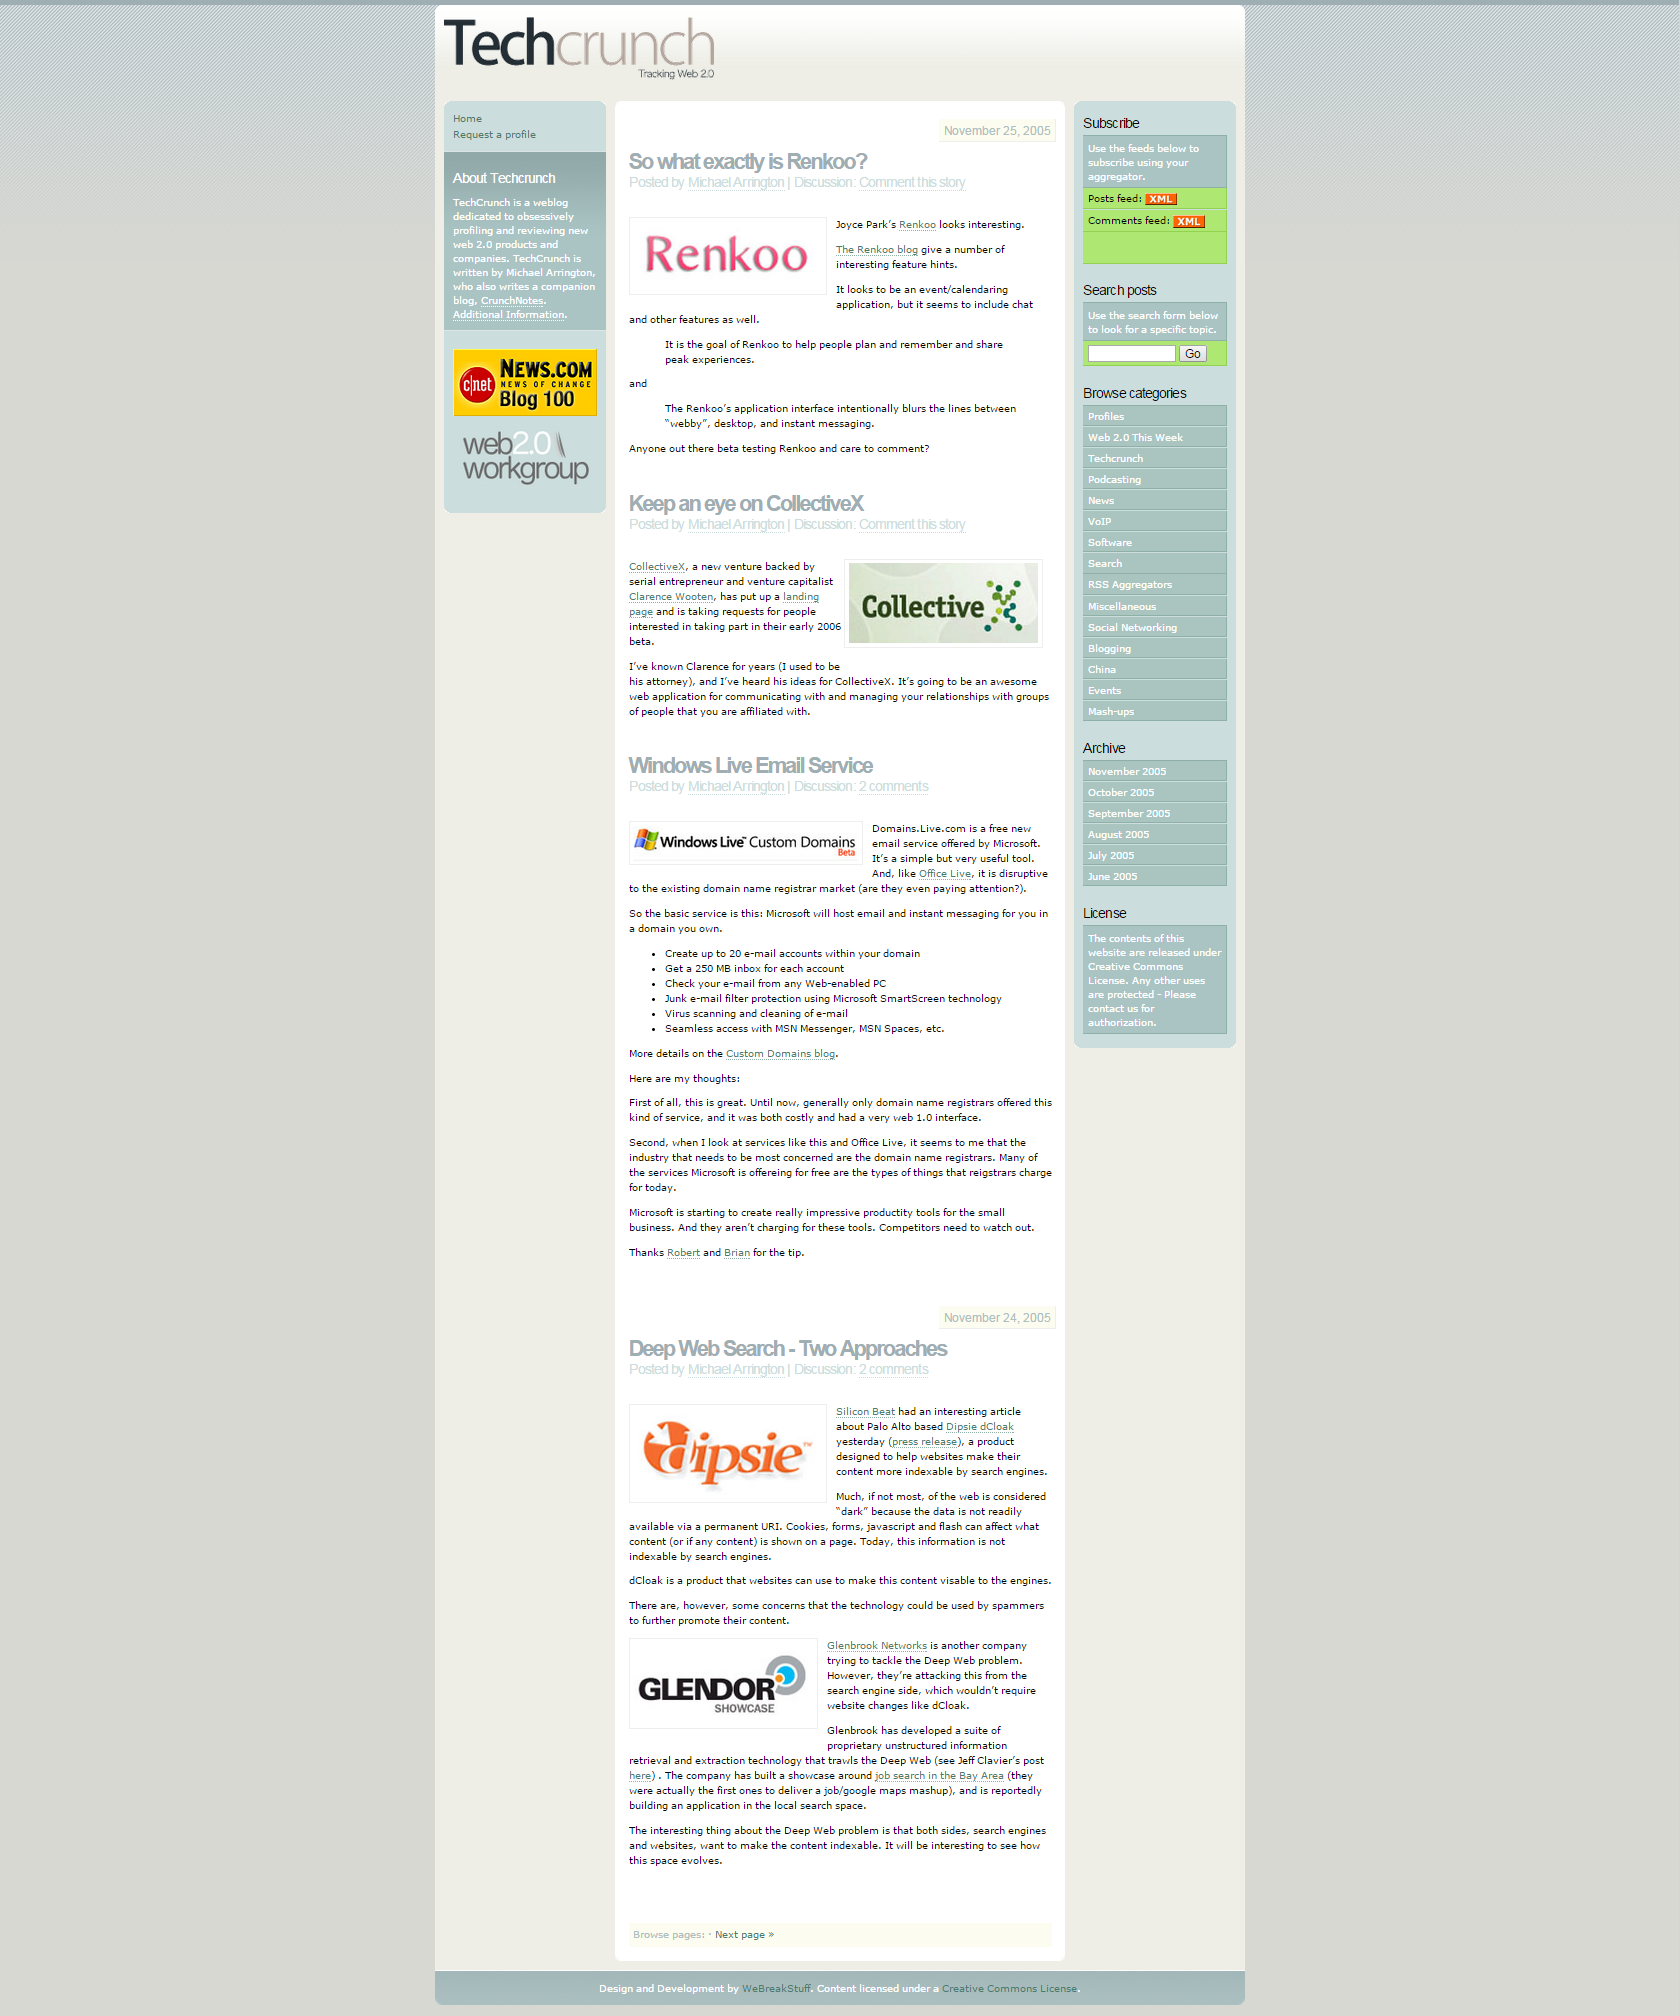 Techcrunch
Tracking Web 2.0
Home
Request a profile
About Techcrunch
TechCrunch is a weblog
dedicated to obsessively
profiling and reviewing new
web 2.0 products and
companies. TechCrunch is
written by Michael Arrington,
who also writes a companion
blog, CrunchNotes.
Additional Information.
c|net NEWS.COM
NEWS OF CHANGE
Blog 100
web2.0
workgroup
November 25, 2005
So what exactly is Renkoo?
Posted by Michael Arrington | Discussion: Comment this story
Renkoo
Joyce Park's Renkoo looks interesting.
The Renkoo blog give a number of
interesting feature hints.
It looks to be an event/calendaring
application, but it seems to include chat
and other features as well.
It is the goal of Renkoo to help people plan and remember and share
peak experiences.
and
The Renkoo's application interface intentionally blurs the lines between
“webby”, desktop, and instant messaging.
Anyone out there beta testing Renkoo and care to comment?
Keep an eye on CollectiveX
Posted by Michael Arrington | Discussion: Comment this story
CollectiveX, a new venture backed by
serial entrepreneur and venture capitalist
Clarence Wooten, has put up a landing
page and is taking requests for people
interested in taking part in their early 2006
beta.
Collective
I've known Clarence for years (I used to be
his attorney), and I've heard his ideas for CollectiveX. It's going to be an awesome
web application for communicating with and managing your relationships with groups
of people that you are affiliated with.
Windows Live Email Service
Posted by Michael Arrington | Discussion: 2 comments
Windows Live™ Custom Domains
Beta
Domains.Live.com is a free new
email service offered by Microsoft.
It's a simple but very useful tool.
And, like Office Live, it is disruptive
to the existing domain name registrar market (are they even paying attention?).
So the basic service is this: Microsoft will host email and instant messaging for you in
a domain you own.
• Create up to 20 e-mail accounts within your domain
• Get a 250 MB inbox for each account
• Check your e-mail from any Web-enabled PC
• Junk e-mail filter protection using Microsoft SmartScreen technology
• Virus scanning and cleaning of e-mail
• Seamless access with MSN Messenger, MSN Spaces, etc.
More details on the Custom Domains blog.
Here are my thoughts:
First of all, this is great. Until now, generally only domain name registrars offered this
kind of service, and it was both costly and had a very web 1.0 interface.
Second, when I look at services like this and Office Live, it seems to me that the
industry that needs to be most concerned are the domain name registrars. Many of
the services Microsoft is offereing for free are the types of things that reigstrars charge
for today.
Microsoft is starting to create really impressive productity tools for the small
business. And they aren't charging for these tools. Competitors need to watch out.
Thanks Robert and Brian for the tip.
November 24, 2005
Deep Web Search - Two Approaches
Posted by Michael Arrington | Discussion: 2 comments
dipsie™
Silicon Beat had an interesting article
about Palo Alto based Dipsie dCloak
yesterday (press release), a product
designed to help websites make their
content more indexable by search engines.
Much, if not most, of the web is considered
“dark” because the data is not readily
available via a permanent URI. Cookies, forms, javascript and flash can affect what
content (or if any content) is shown on a page. Today, this information is not
indexable by search engines.
dCloak is a product that websites can use to make this content visable to the engines.
There are, however, some concerns that the technology could be used by spammers
to further promote their content.
GLENDOR
SHOWCASE
Glenbrook Networks is another company
trying to tackle the Deep Web problem.
However, they're attacking this from the
search engine side, which wouldn't require
website changes like dCloak.
Glenbrook has developed a suite of
proprietary unstructured information
retrieval and extraction technology that trawls the Deep Web (see Jeff Clavier's post
here) . The company has built a showcase around job search in the Bay Area (they
were actually the first ones to deliver a job/google maps mashup), and is reportedly
building an application in the local search space.
The interesting thing about the Deep Web problem is that both sides, search engines
and websites, want to make the content indexable. It will be interesting to see how
this space evolves.
Browse pages: · Next page »
Subscribe
Use the feeds below to
subscribe using your
aggregator.
Posts feed: XML
Comments feed: XML
Search posts
Use the search form below
to look for a specific topic.
Go
Browse categories
Profiles
Web 2.0 This Week
Techcrunch
Podcasting
News
VoIP
Software
Search
RSS Aggregators
Miscellaneous
Social Networking
Blogging
China
Events
Mash-ups
Archive
November 2005
October 2005
September 2005
August 2005
July 2005
June 2005
License
The contents of this
website are released under
Creative Commons
License. Any other uses
are protected - Please
contact us for
authorization.
Design and Development by WeBreakStuff. Content licensed under a Creative Commons License.